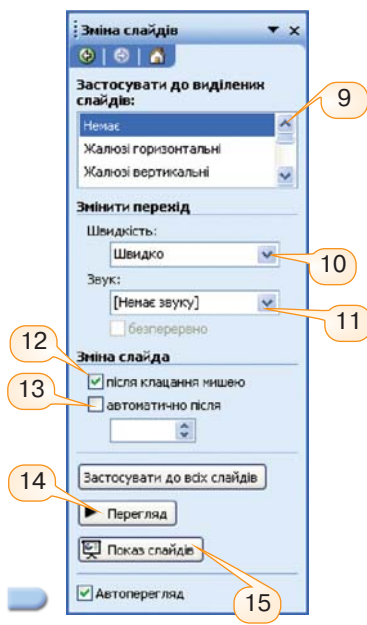 Зміна слайдів
Застосувати до виділених
слайдів:
9
Немає
Жалюзі горизонтальні
Жалюзі вертикальні
Змінити перехід
Швидкість:
Швидко
10
Звук:
[Немає звуку]
11
безперервно
12
Зміна слайда
після клацання мишею
13
автоматично після
Застосувати до всіх слайдів
14
Перегляд
Показ слайдів
15
Автоперегляд